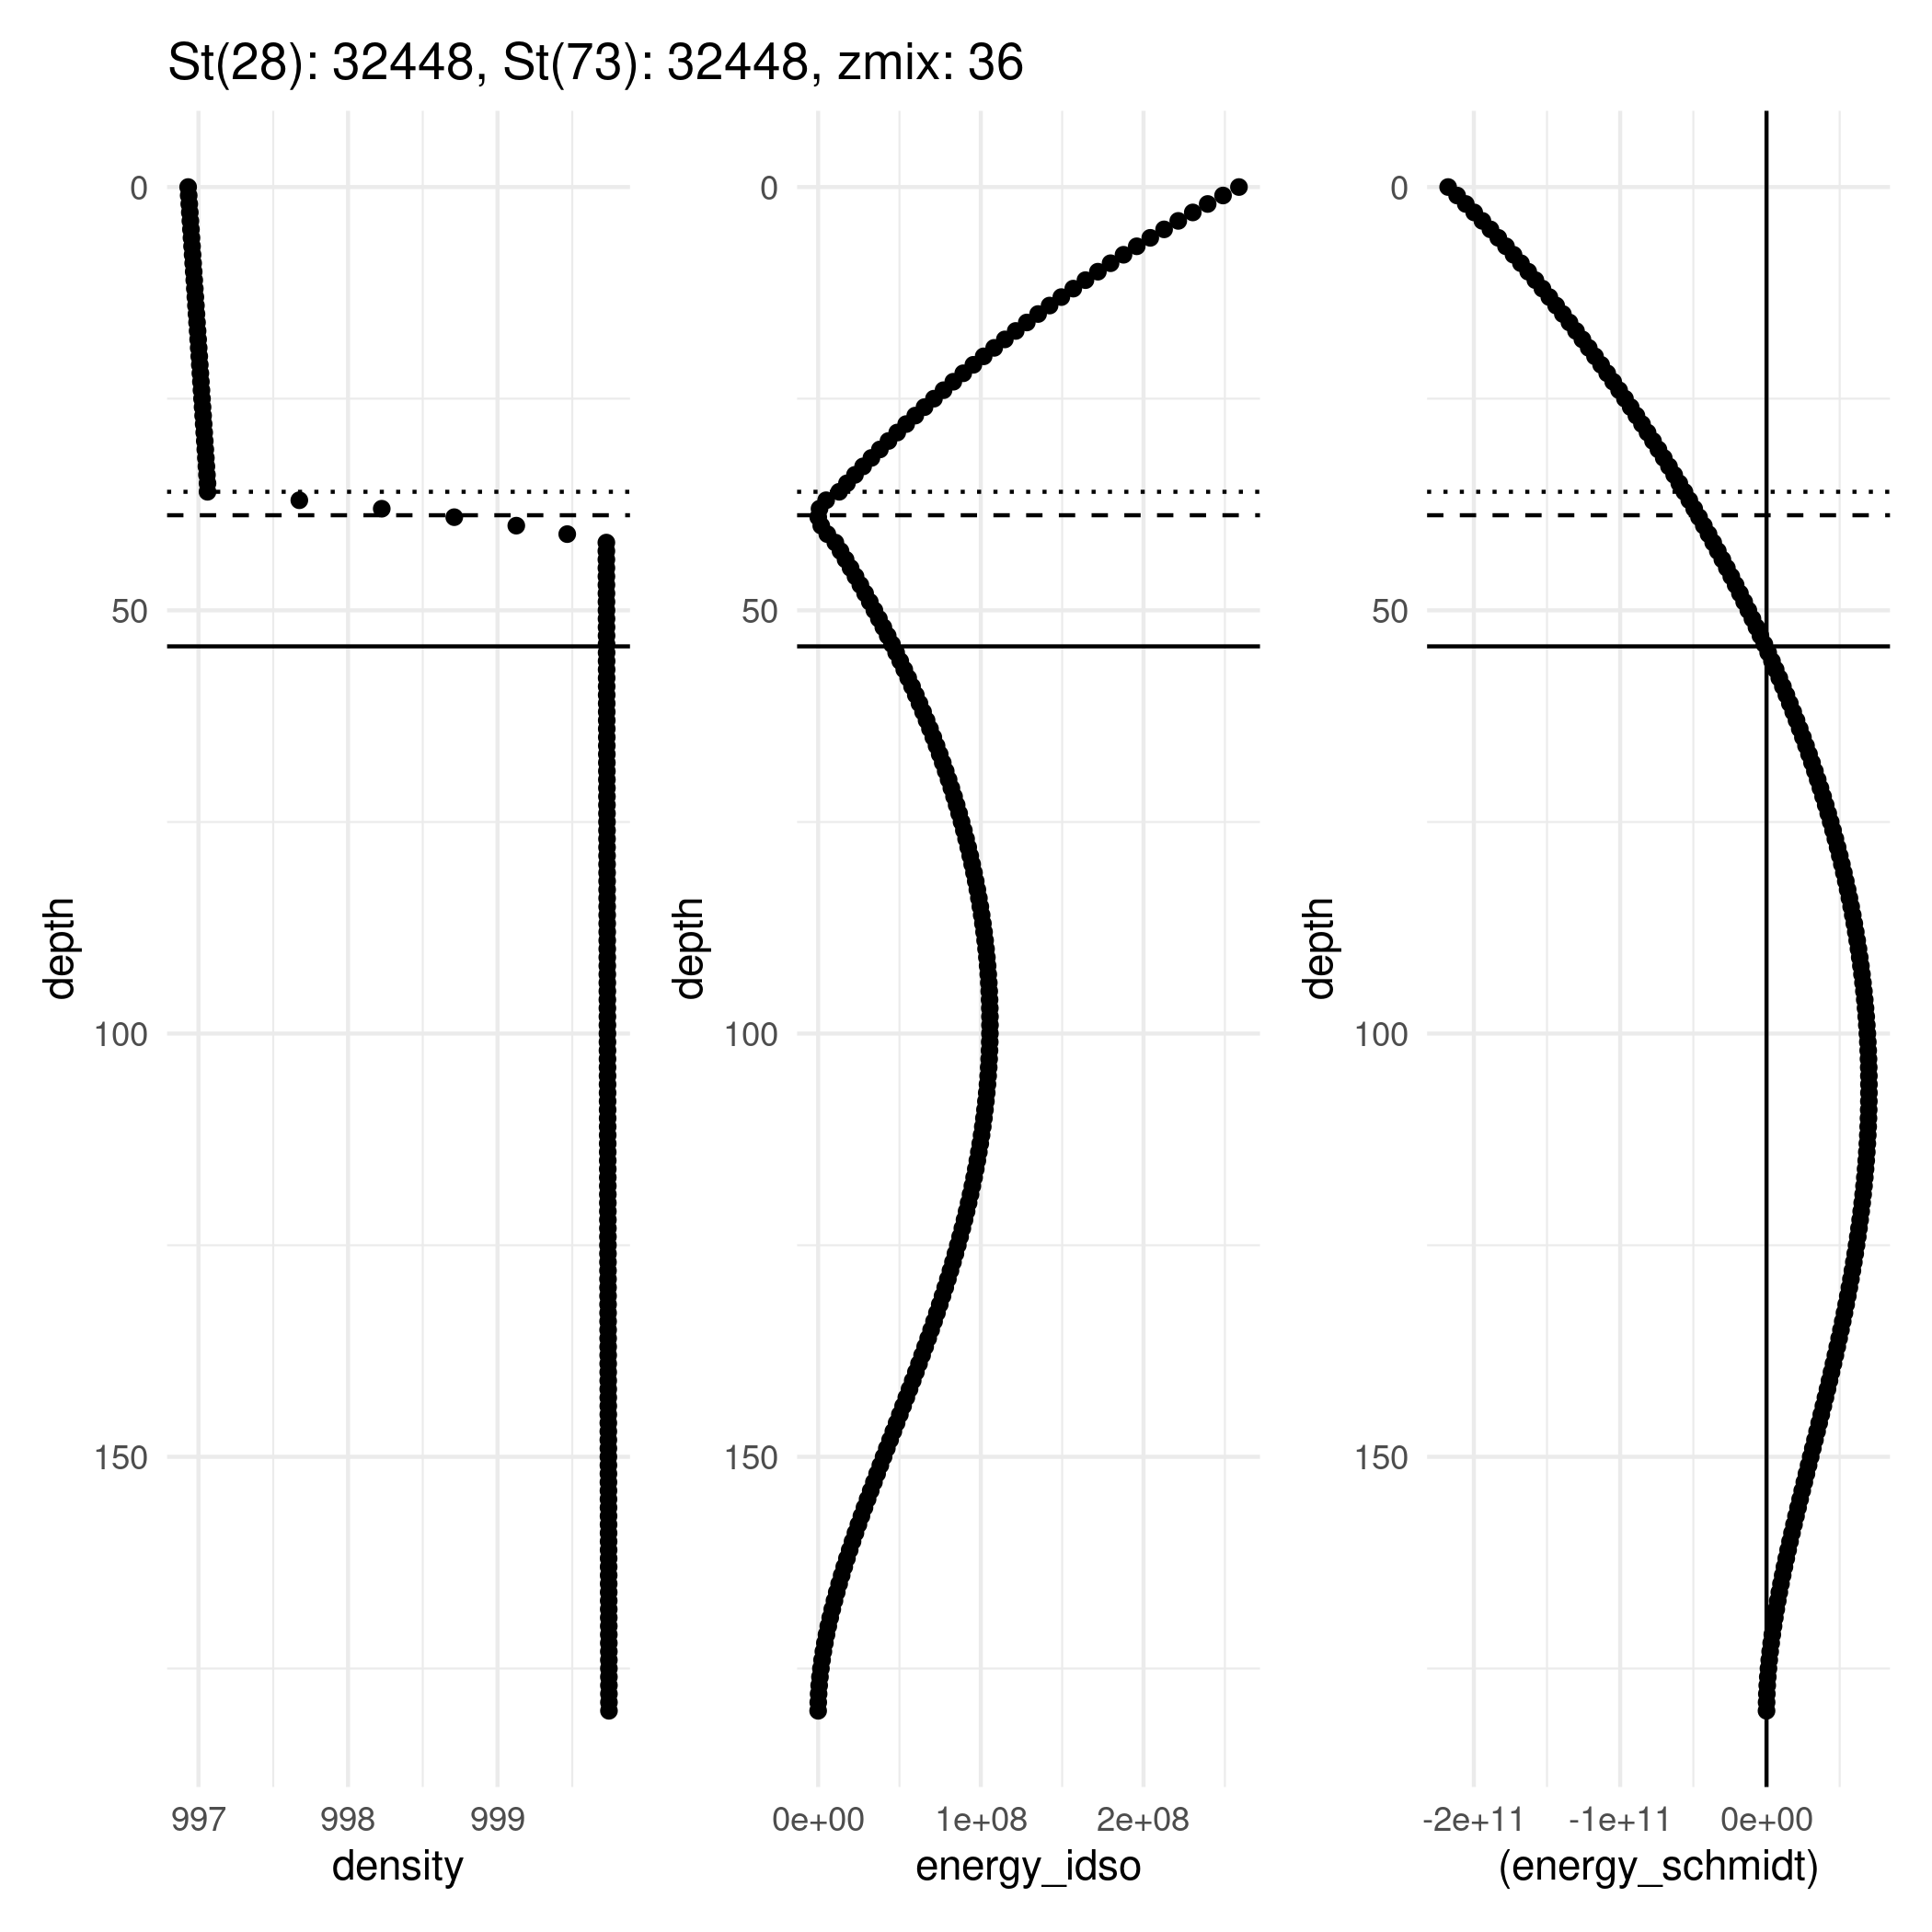 St(28): 32448, St(73): 32448, zmix: 36
0
50
100
150
depth
997 998 999
density
0
50
100
150
depth
0e+00 1e+08 2e+08
energy_idso
0
50
100
150
depth
-2e+11 -1e+11 0e+00
(energy_schmidt)